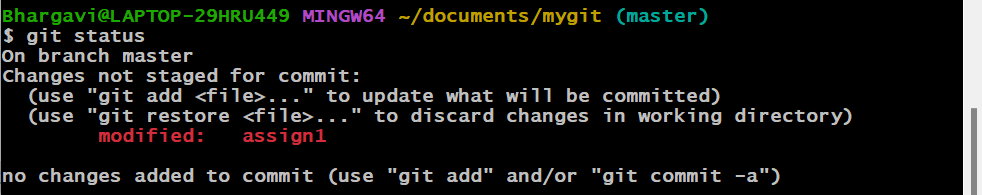 Bhargavi@LAPTOP-29HRU449 MINGW64 ~/documents/mygit (master)
$ git status
On branch master
Changes not staged for commit:
  (use "git add <file>..." to update what will be committed)
  (use "git restore <file>..." to discard changes in working directory)
        modified:   assign1

no changes added to commit (use "git add" and/or "git commit -a")